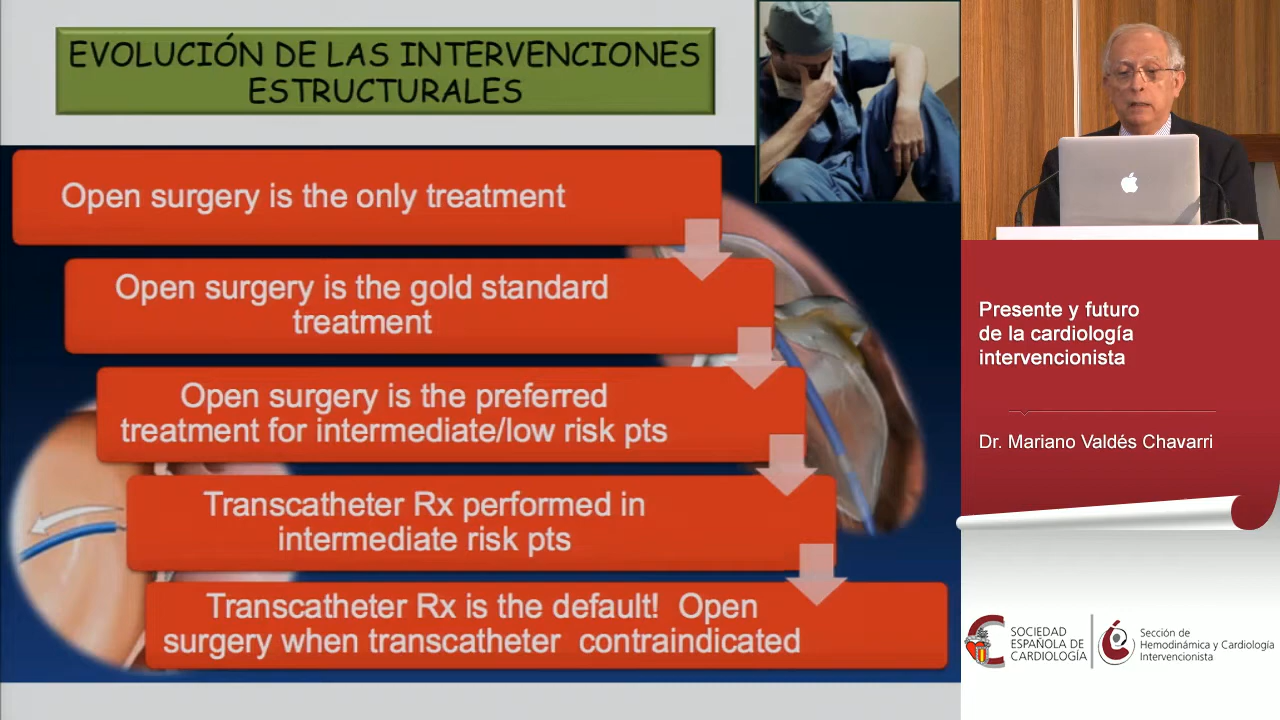 EVOLUCIÓN DE LAS INTERVENCIONES
ESTRUCTURALES
Open surgery is the only treatment
Open surgery is the gold standard
treatment
Open surgery is the preferred
treatment for intermediate/low risk pts
Transcatheter Rx performed in
intermediate risk pts
Transcatheter Rx is the default! Open
surgery when transcatheter contraindicated
Presente y futuro
de la cardiología
intervencionista
Dr. Mariano Valdés Chavarri
SOCIEDAD
ESPAÑOLA DE
CARDIOLOGÍA
Sección de
Hemodinámica y Cardiología
Intervencionista